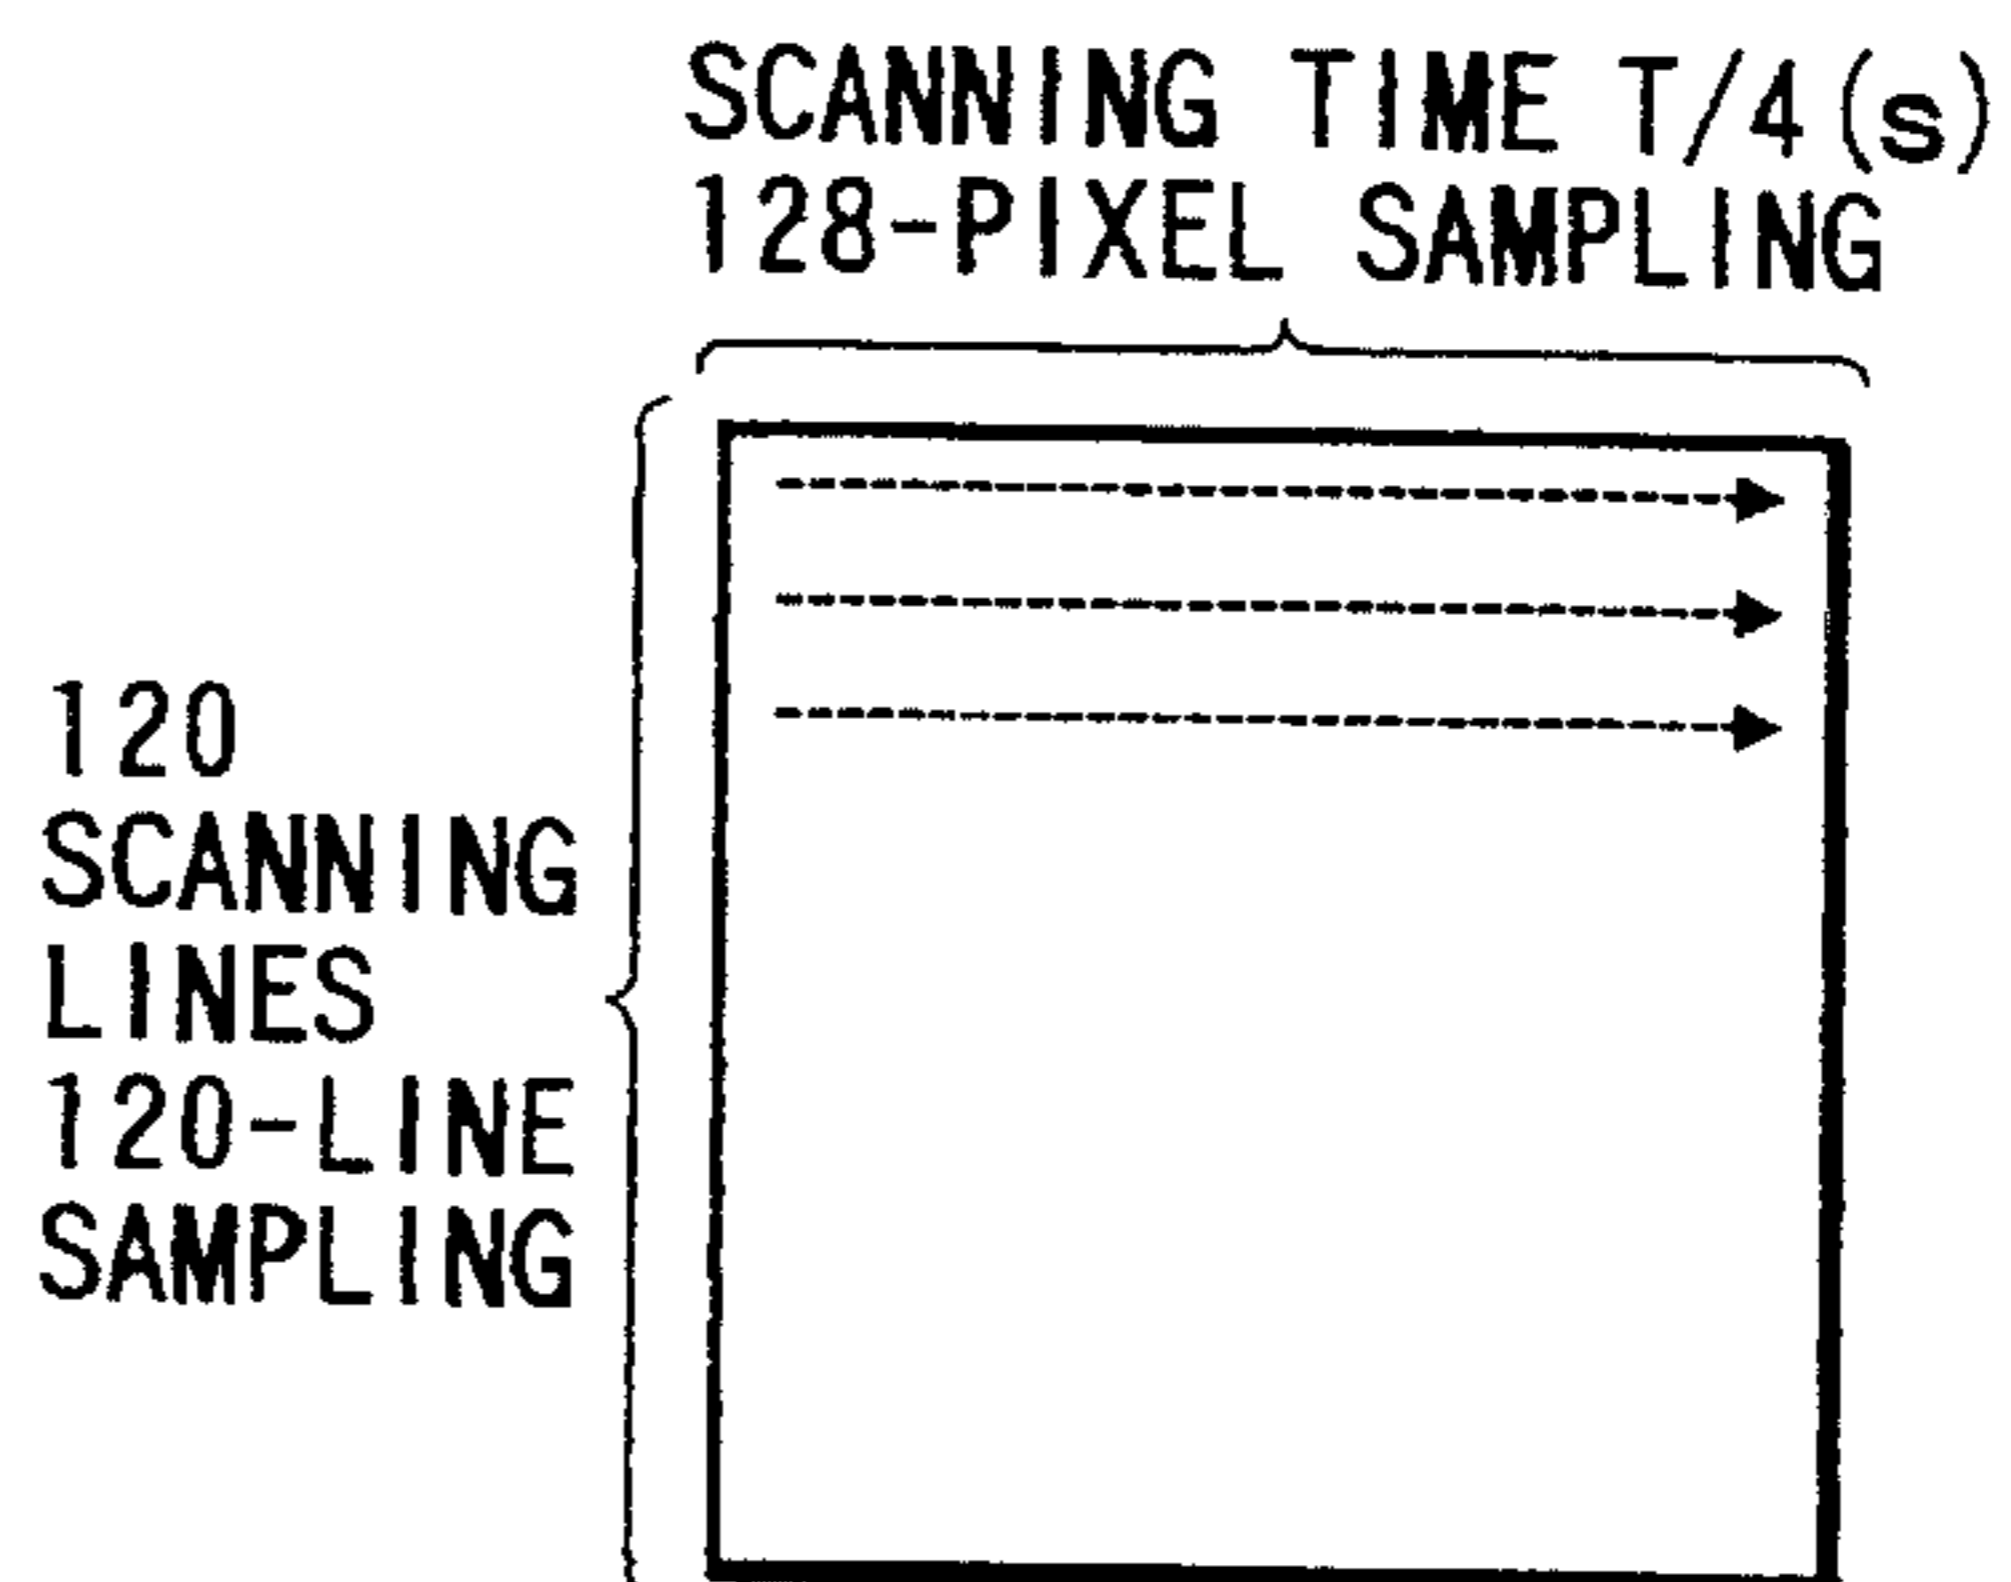 SCANNING TIME T/4(s)
128-PIXEL SAMPLING
120
SCANNING
LINES
120-LINE
SAMPLING